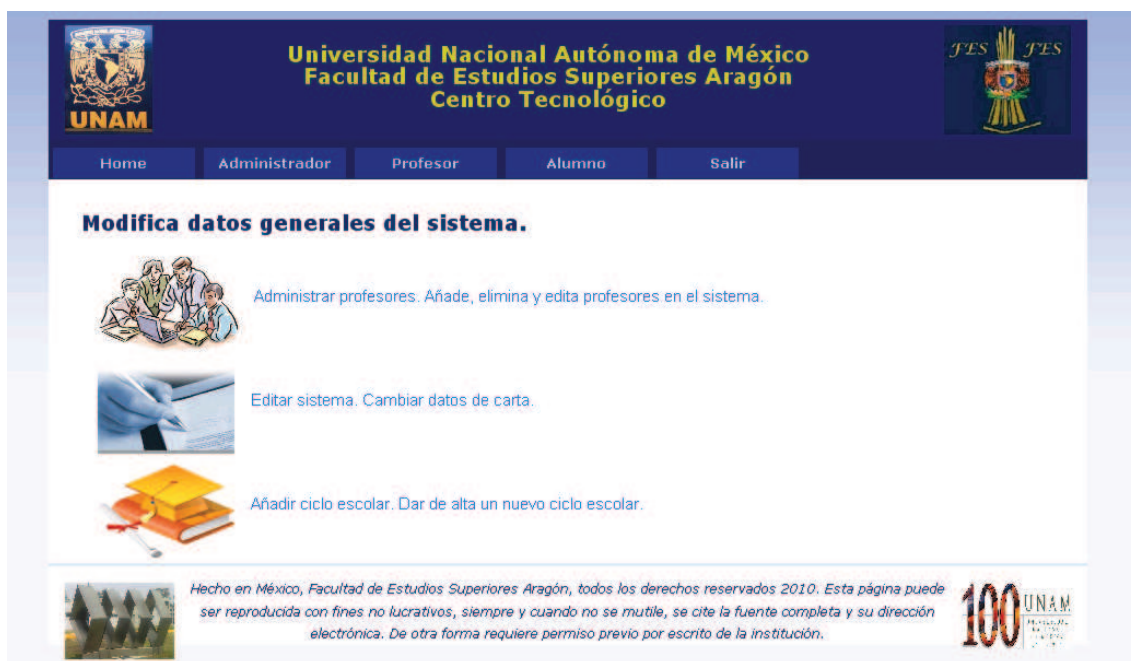 UNAM
Universidad Nacional Autónoma de México
Facultad de Estudios Superiores Aragón
Centro Tecnológico
FES FES
Home Administrador Profesor Alumno Salir
Modifica datos generales del sistema.
Administrar profesores. Añade, elimina y edita profesores en el sistema.
Editar sistema. Cambiar datos de carta.
Añadir ciclo escolar. Dar de alta un nuevo ciclo escolar.
Hecho en México, Facultad de Estudios Superiores Aragón, todos los derechos reservados 2010. Esta página puede
ser reproducida con fines no lucrativos, siempre y cuando no se mutile, se cite la fuente completa y su dirección
electrónica. De otra forma requiere permiso previo por escrito de la institución.
100 UNAM